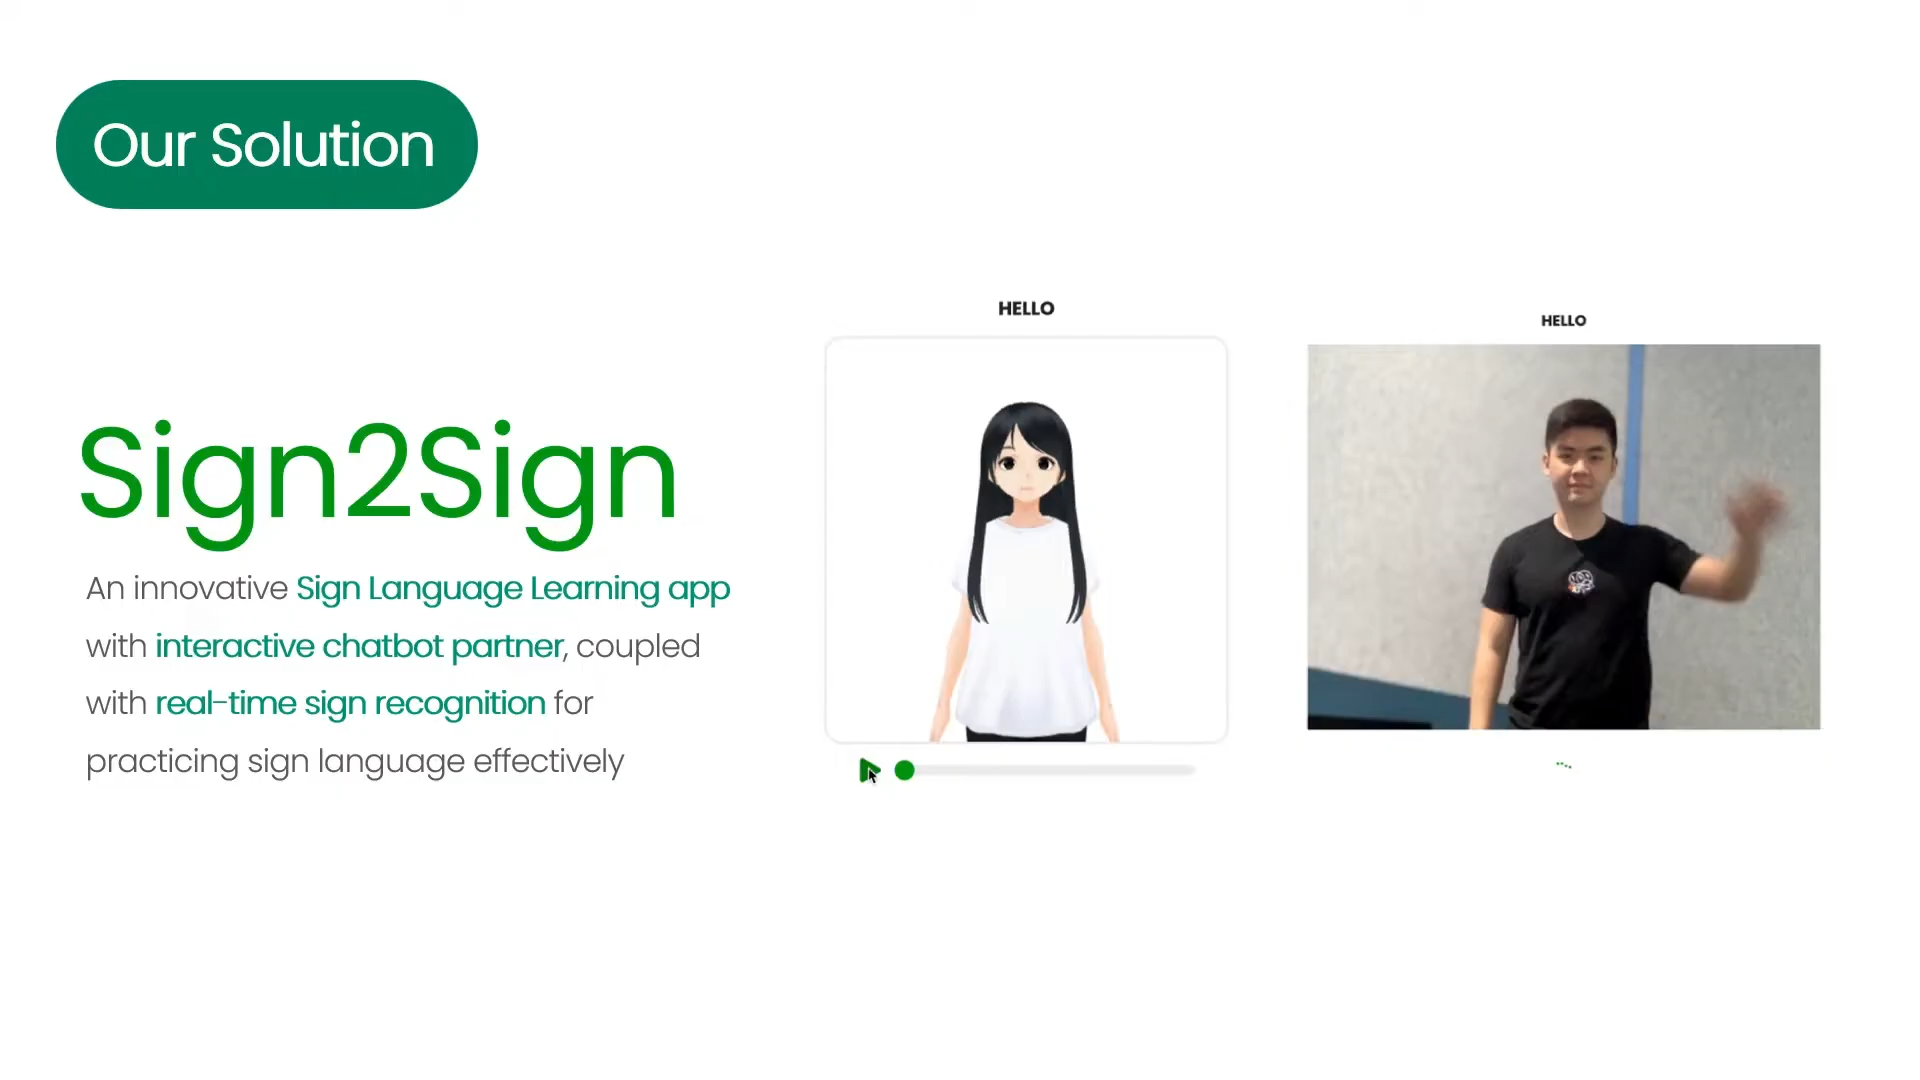 Our Solution
HELLO
HELLO
Sign2Sign
An innovative Sign Language Learning app
with interactive chatbot partner, coupled
with real-time sign recognition for
practicing sign language effectively